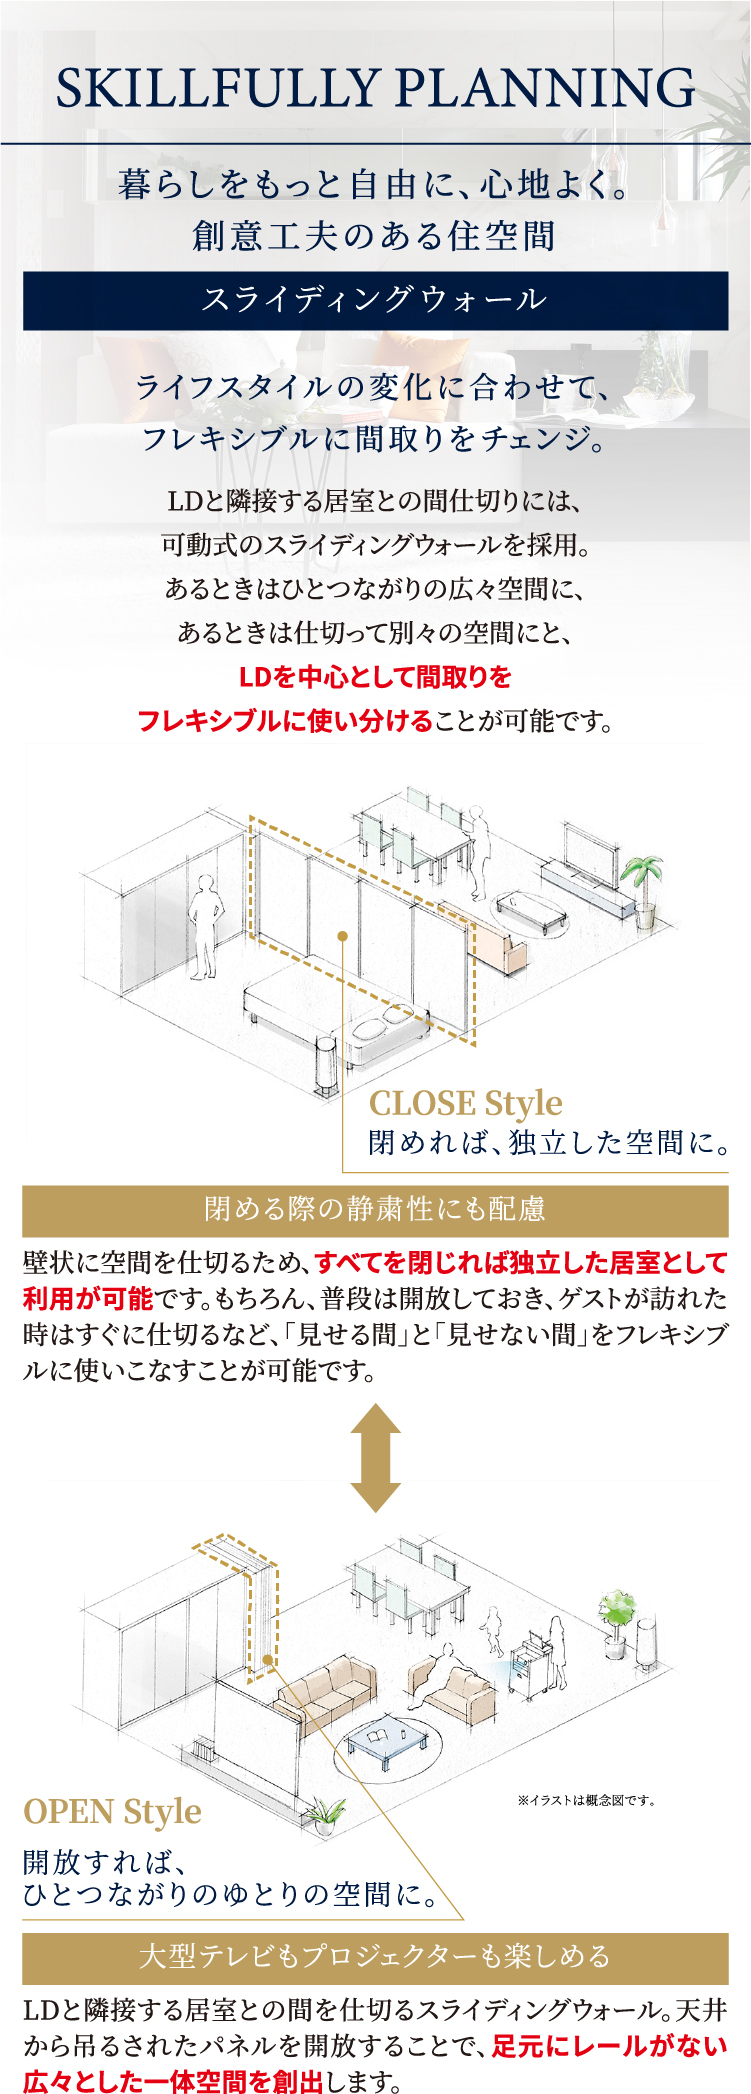 SKILLFULLY PLANNING
暮らしをもっと自由に、心地よく。
創意工夫のある住空間
スライディングウォール
ライフスタイルの変化に合わせて、
フレキシブルに間取りをチェンジ。
LDと隣接する居室との間仕切りには、
可動式のスライディングウォールを採用。
あるときはひとつながりの広々空間に、
あるときは仕切って別々の空間にと、
LDを中心として間取りを
フレキシブルに使い分けることが可能です。
CLOSE Style
閉めれば、独立した空間に。
閉める際の静粛性にも配慮
壁状に空間を仕切るため、すべてを閉じれば独立した居室として
利用が可能です。もちろん、普段は開放しておき、ゲストが訪れた
時はすぐに仕切るなど、「見せる間」と「見せない間」をフレキシブ
ルに使いこなすことが可能です。
※イラストは概念図です。
OPEN Style
開放すれば、
ひとつながりのゆとりの空間に。
大型テレビもプロジェクターも楽しめる
LDと隣接する居室との間を仕切るスライディングウォール。天井
から吊るされたパネルを開放することで、足元にレールがない
広々とした一体空間を創出します。